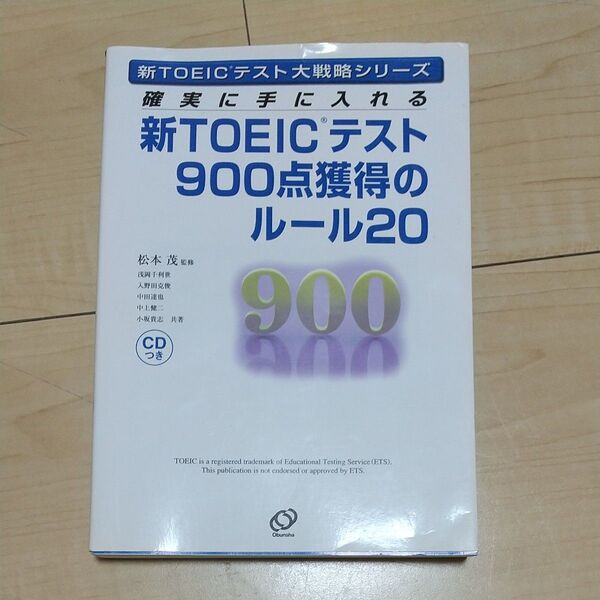 新TOEIC®テスト大戦略シリーズ
確実に手に入れる
新TOEIC®テスト
900点獲得の
ルール20
松本 茂 監修
浅岡千利世
入野田克俊
中田達也
中上健二
小坂貴志 共著
CD
つき
900
TOEIC is a registered trademark of Educational Testing Service (ETS).
This publication is not endorsed or approved by ETS.
Obunsha